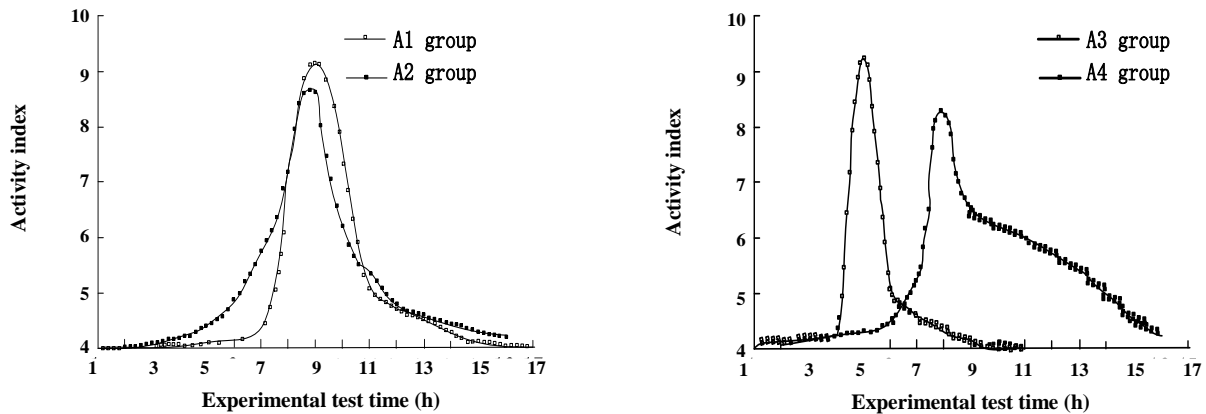 10
9
8
7
6
5
4
Activity index
A1 group
A2 group
1 3 5 7 9 11 13 15 17
Experimental test time (h)
10
9
8
7
6
5
4
Activity index
A3 group
A4 group
1 3 5 7 9 11 13 15 17
Experimental test time (h)